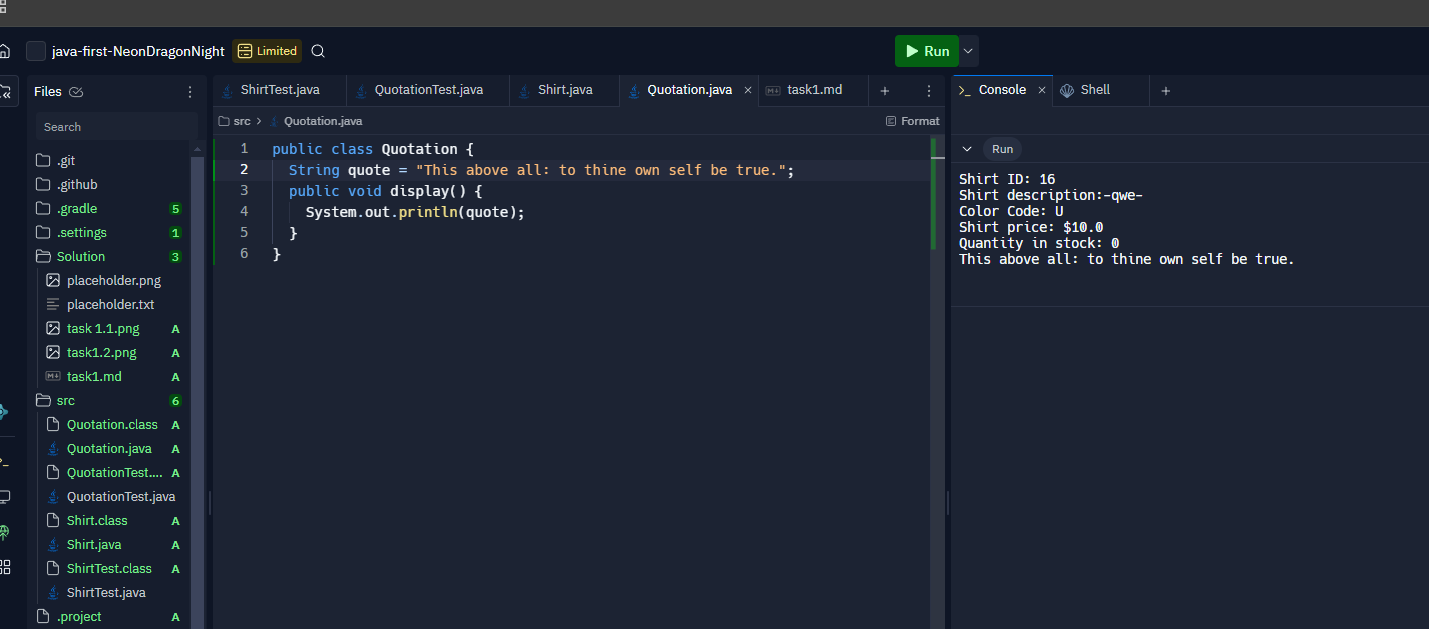 java-first-NeonDragonNight Limited
Run
Files
Search
.git
.github
.gradle 5
.settings 1
Solution 3
placeholder.png
placeholder.txt
task 1.1.png A
task1.2.png A
task1.md A
src 6
Quotation.class A
Quotation.java A
QuotationTest.... A
QuotationTest.java
Shirt.class A
Shirt.java A
ShirtTest.class A
ShirtTest.java
.project A
ShirtTest.java QuotationTest.java Shirt.java Quotation.java × task1.md +
src > Quotation.java Format
1 public class Quotation {
2 String quote = "This above all: to thine own self be true.";
3 public void display() {
4 System.out.println(quote);
5 }
6 }
Console × Shell +
Run
Shirt ID: 16
Shirt description:-qwe-
Color Code: U
Shirt price: $10.0
Quantity in stock: 0
This above all: to thine own self be true.